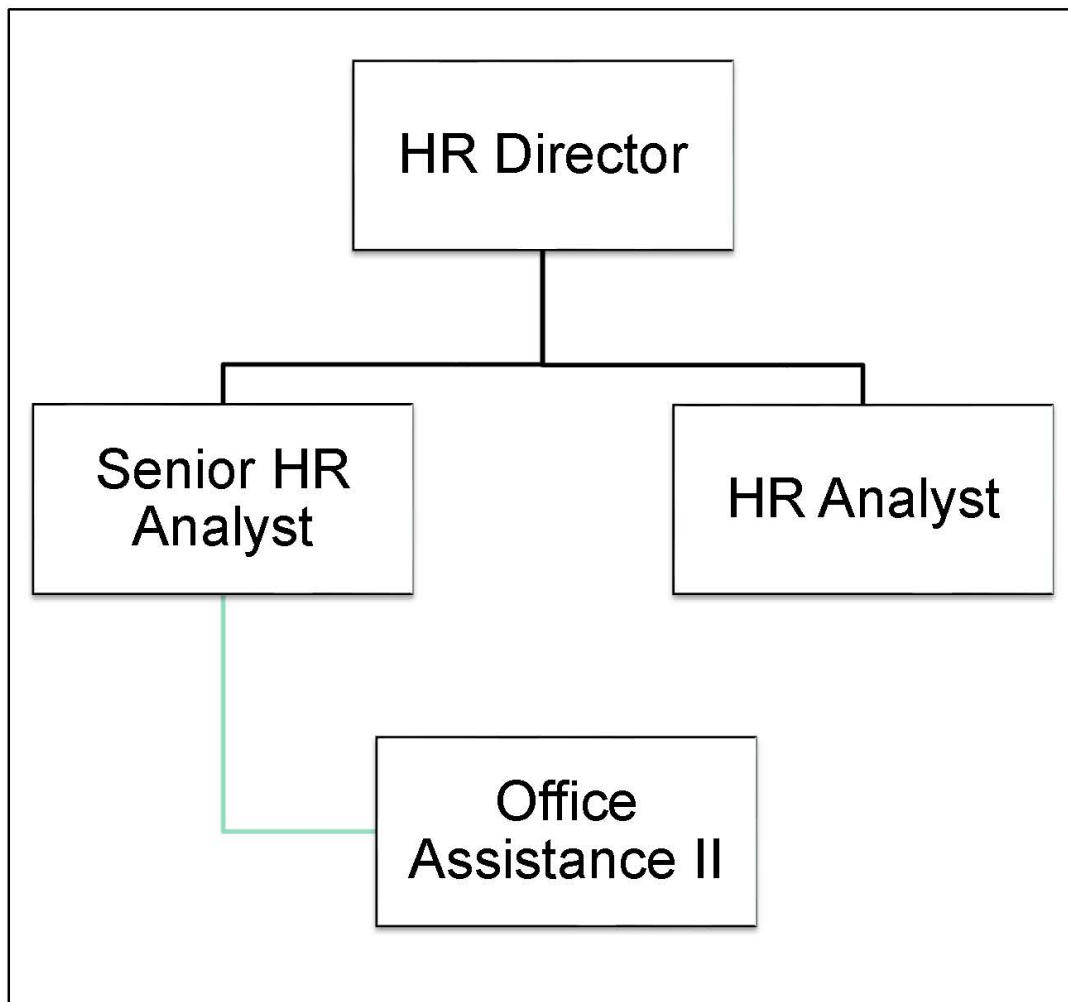 HR Director
Senior HR
Analyst
HR Analyst
Office
Assistance II